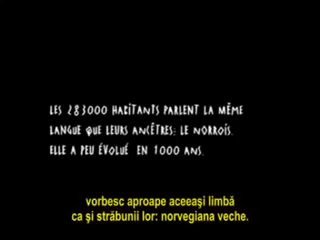 LES 283000 HABITANTS PARLENT LA MÊME
LANGUE QUE LEURS ANCÊTRES: LE NORROIS.
ELLE A PEU ÉVOLUÉ EN 1000 ANS.
vorbesc aproape aceeaşi limbă
ca şi străbunii lor: norvegiana veche.